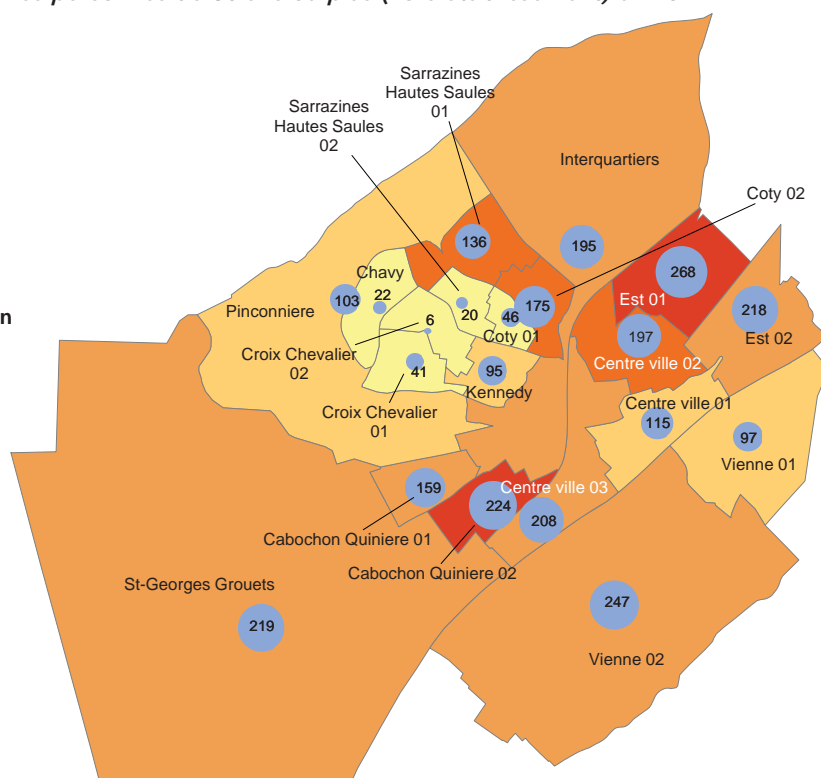 Sarrazines
Hautes Saules
01
Sarrazines
Hautes Saules
02
Interquartiers
Coty 02
136
195
268
Chavy
103
22
Est 01
Pinconniere
n
6
20
46
175
218
197
Est 02
Coty 01
Croix Chevalier
02
Centre ville 02
41
95
Kennedy
Croix Chevalier
01
Centre ville 01
115
97
Vienne 01
159
Centre ville 03
224
208
Cabochon Quiniere 01
Cabochon Quiniere 02
St-Georges Grouets
247
219
Vienne 02